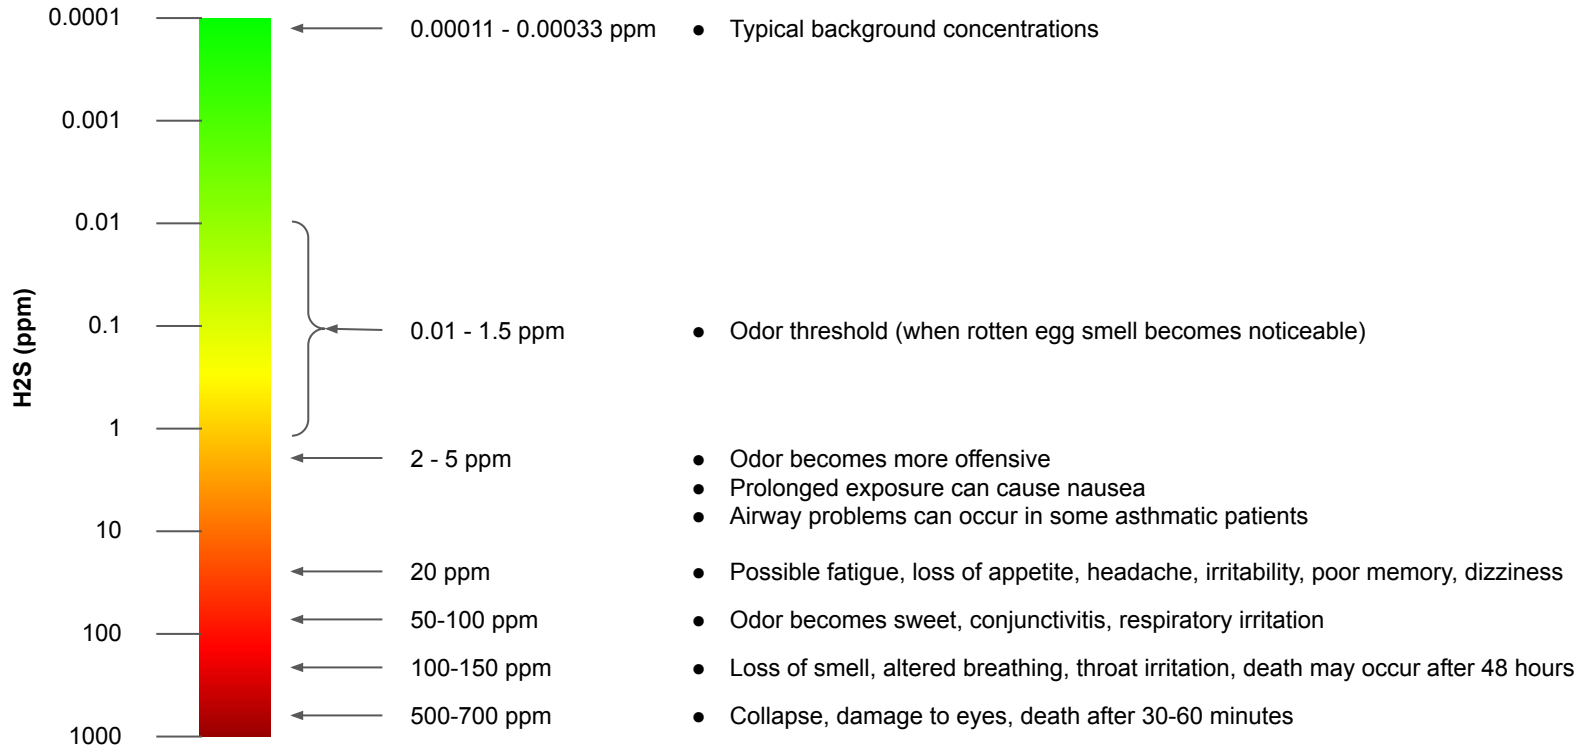 0.0001
0.00011 - 0.00033 ppm ● Typical background concentrations
0.001
0.01
H2S (ppm)
0.1
0.01 - 1.5 ppm ● Odor threshold (when rotten egg smell becomes noticeable)
1
2 - 5 ppm ● Odor becomes more offensive
● Prolonged exposure can cause nausea
● Airway problems can occur in some asthmatic patients
10
20 ppm ● Possible fatigue, loss of appetite, headache, irritability, poor memory, dizziness
50-100 ppm ● Odor becomes sweet, conjunctivitis, respiratory irritation
100
100-150 ppm ● Loss of smell, altered breathing, throat irritation, death may occur after 48 hours
500-700 ppm ● Collapse, damage to eyes, death after 30-60 minutes
1000